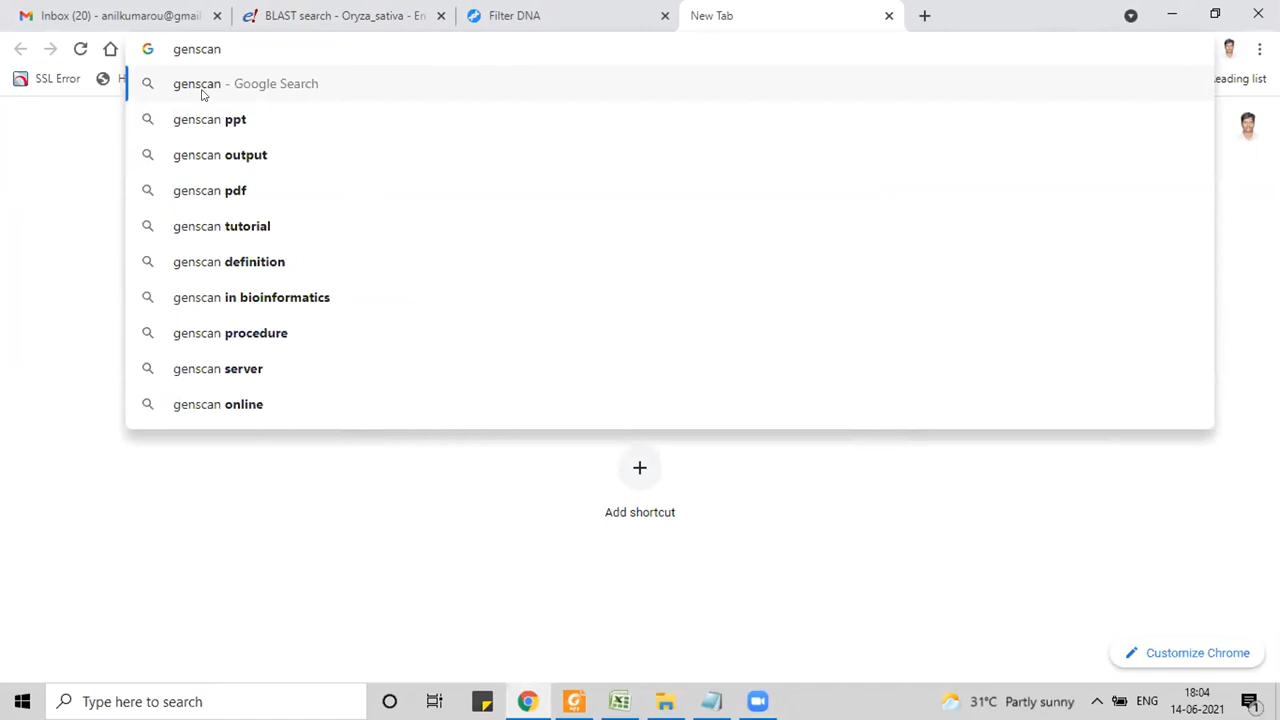 Inbox (20) - anilkumarou@gmail
BLAST search - Oryza_sativa - En
Filter DNA
New Tab
genscan
SSL Error
H
eading list
genscan - Google Search
genscan ppt
genscan output
genscan pdf
genscan tutorial
genscan definition
genscan in bioinformatics
genscan procedure
genscan server
genscan online
Add shortcut
Customize Chrome
Type here to search
31°C Partly sunny
ENG
18:04
14-06-2021